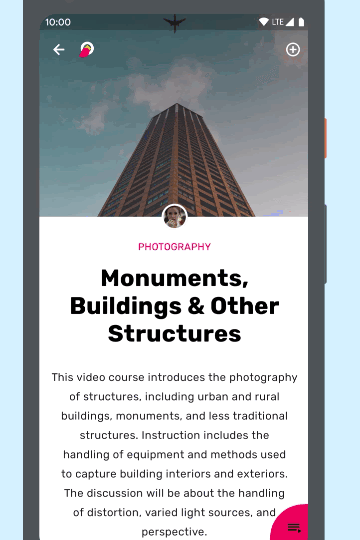 10:00
LTE
PHOTOGRAPHY
Monuments,
Buildings & Other
Structures
This video course introduces the photography
of structures, including urban and rural
buildings, monuments, and less traditional
structures. Instruction includes the
handling of equipment and methods used
to capture building interiors and exteriors.
The discussion will be about the handling
of distortion, varied light sources, and
perspective.